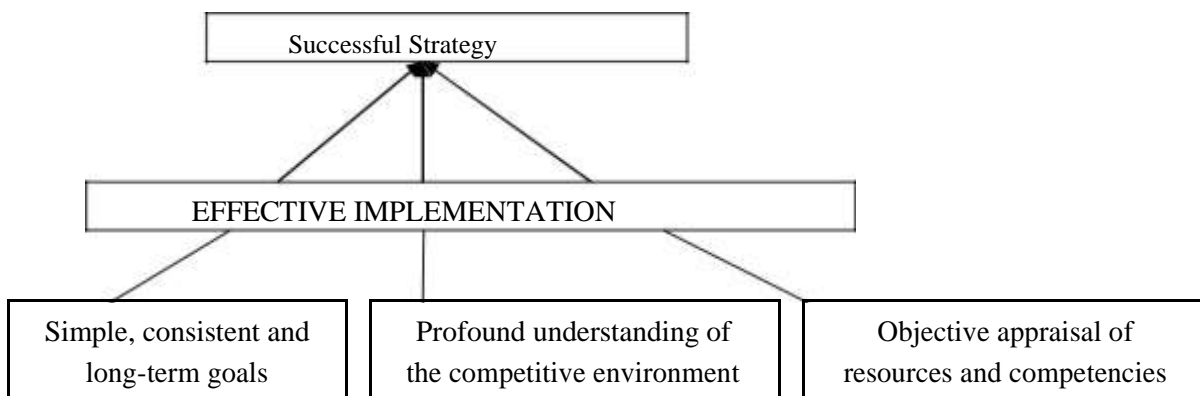 Successful Strategy
EFFECTIVE IMPLEMENTATION
Simple, consistent and
long-term goals
Profound understanding of
the competitive environment
Objective appraisal of
resources and competencies